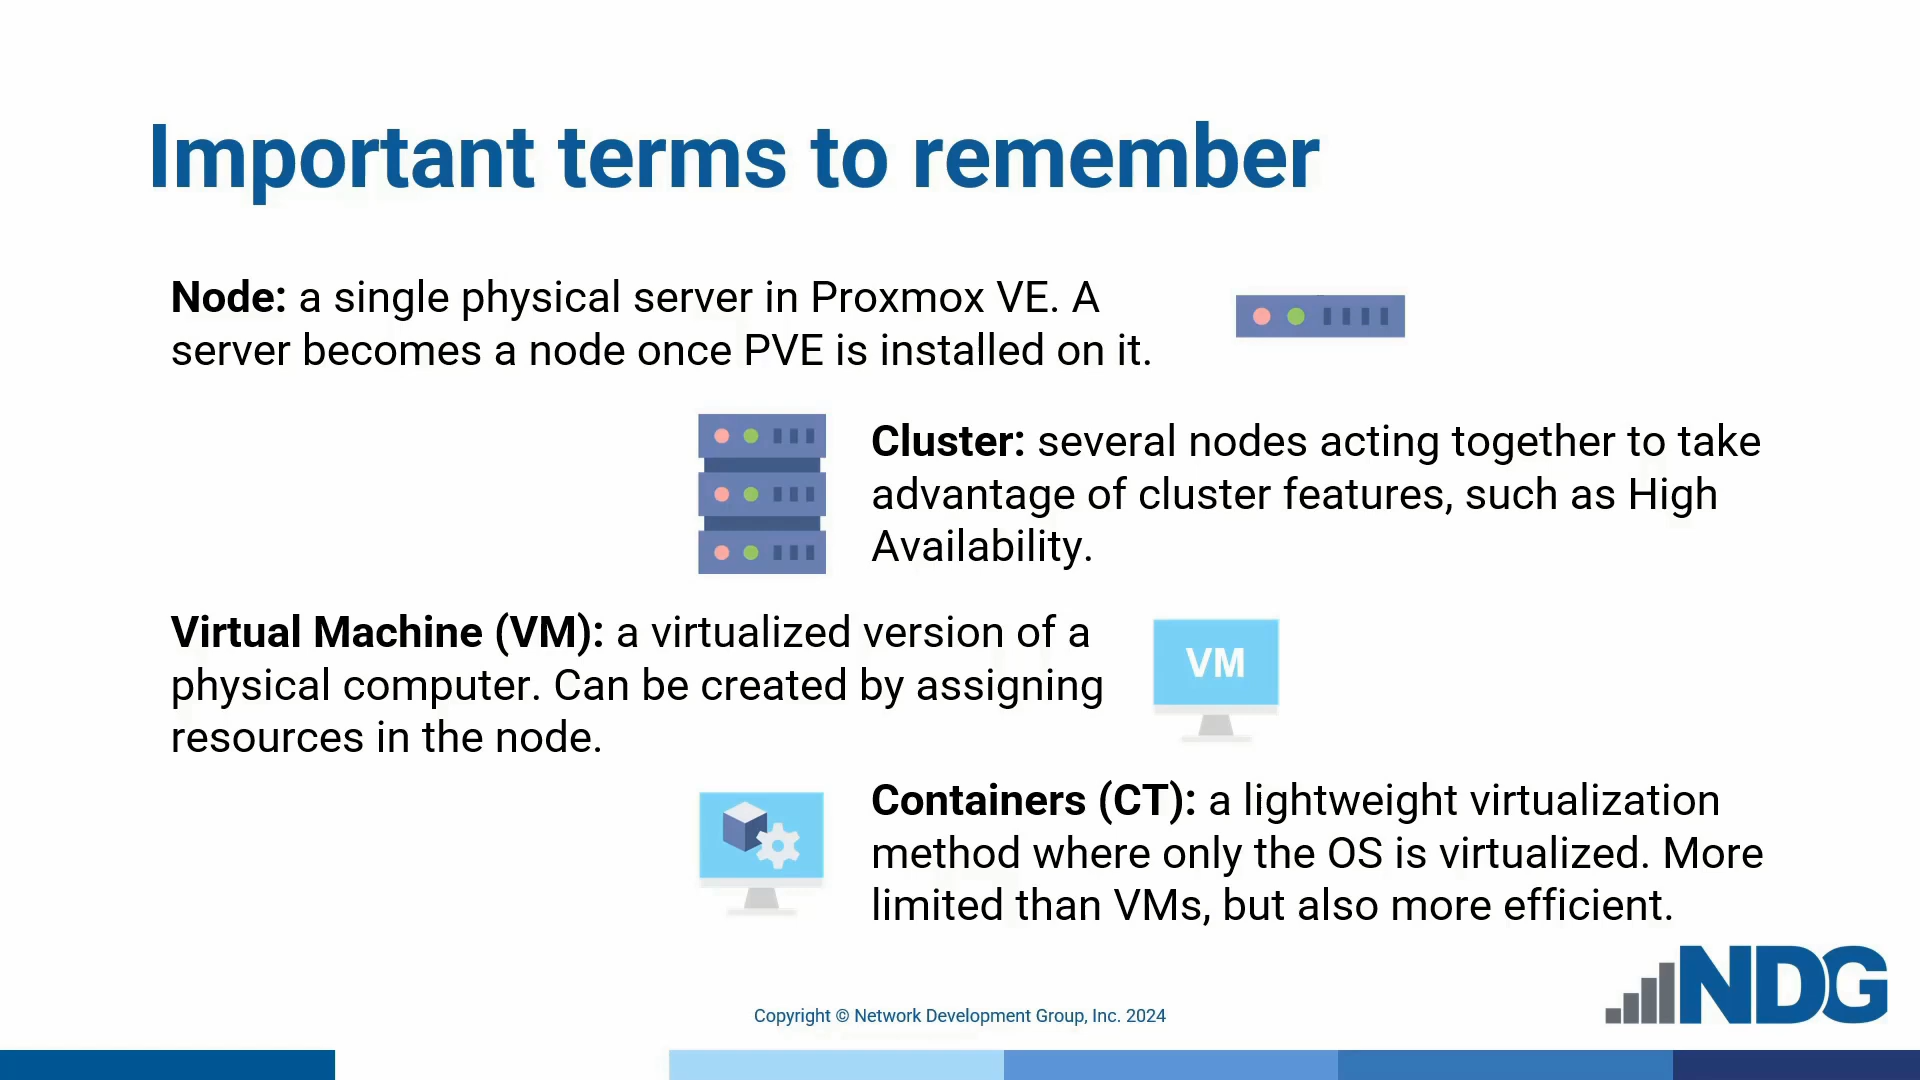 Important terms to remember
Node: a single physical server in Proxmox VE. A
server becomes a node once PVE is installed on it.
Cluster: several nodes acting together to take
advantage of cluster features, such as High
Availability.
Virtual Machine (VM): a virtualized version of a
physical computer. Can be created by assigning
resources in the node.
VM
Containers (CT): a lightweight virtualization
method where only the OS is virtualized. More
limited than VMs, but also more efficient.
NDG
Copyright © Network Development Group, Inc. 2024